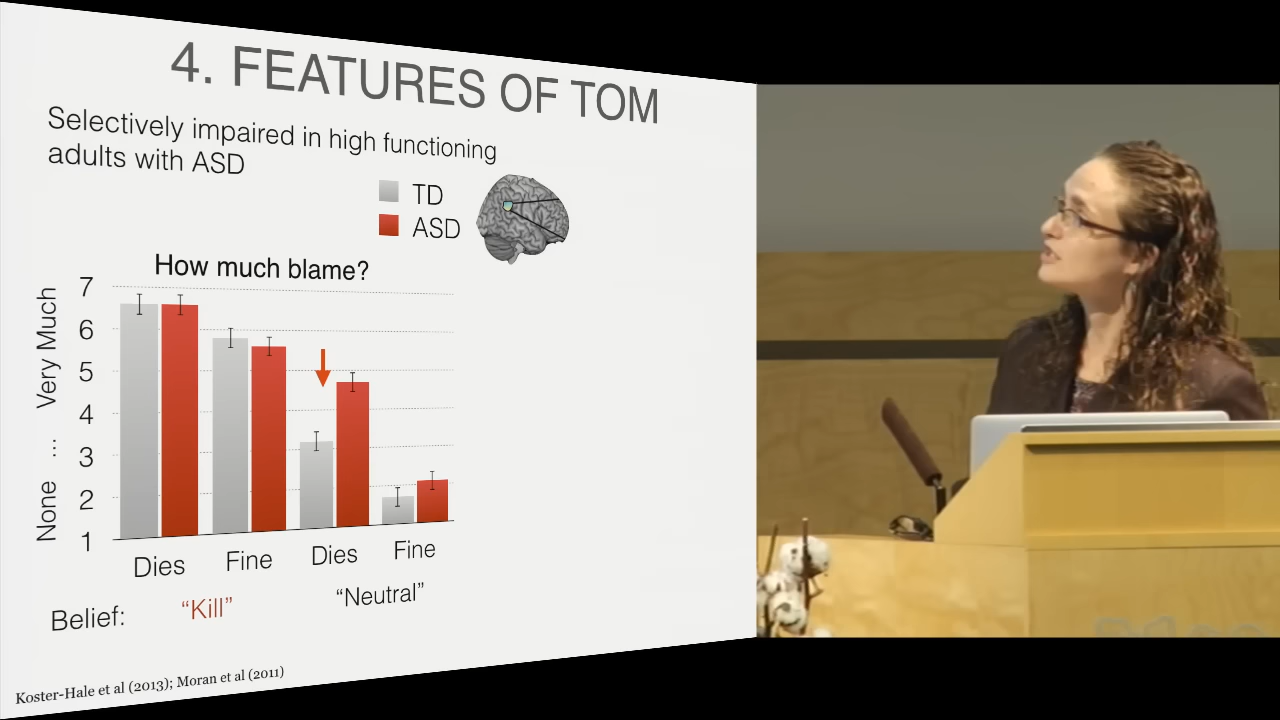 4. FEATURES OF TOM
Selectively impaired in high functioning
adults with ASD
TD
ASD
How much blame?
7
6
5
4
3
2
1
None ... Very Much
Dies Fine Dies Fine
Belief: “Kill” “Neutral”
Koster-Hale et al (2013); Moran et al (2011)